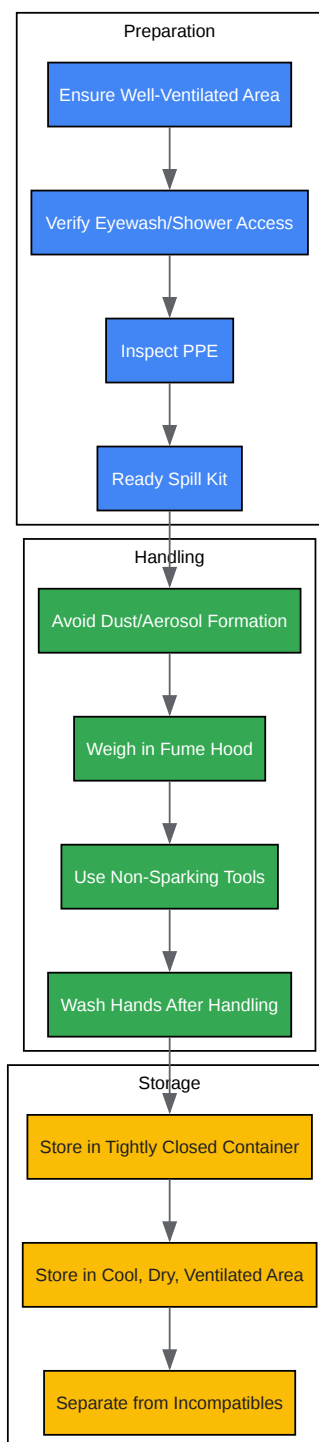 Preparation
Ensure Well-Ventilated Area
Verify Eyewash/Shower Access
Inspect PPE
Ready Spill Kit
Handling
Avoid Dust/Aerosol Formation
Weigh in Fume Hood
Use Non-Sparking Tools
Wash Hands After Handling
Storage
Store in Tightly Closed Container
Store in Cool, Dry, Ventilated Area
Separate from Incompatibles